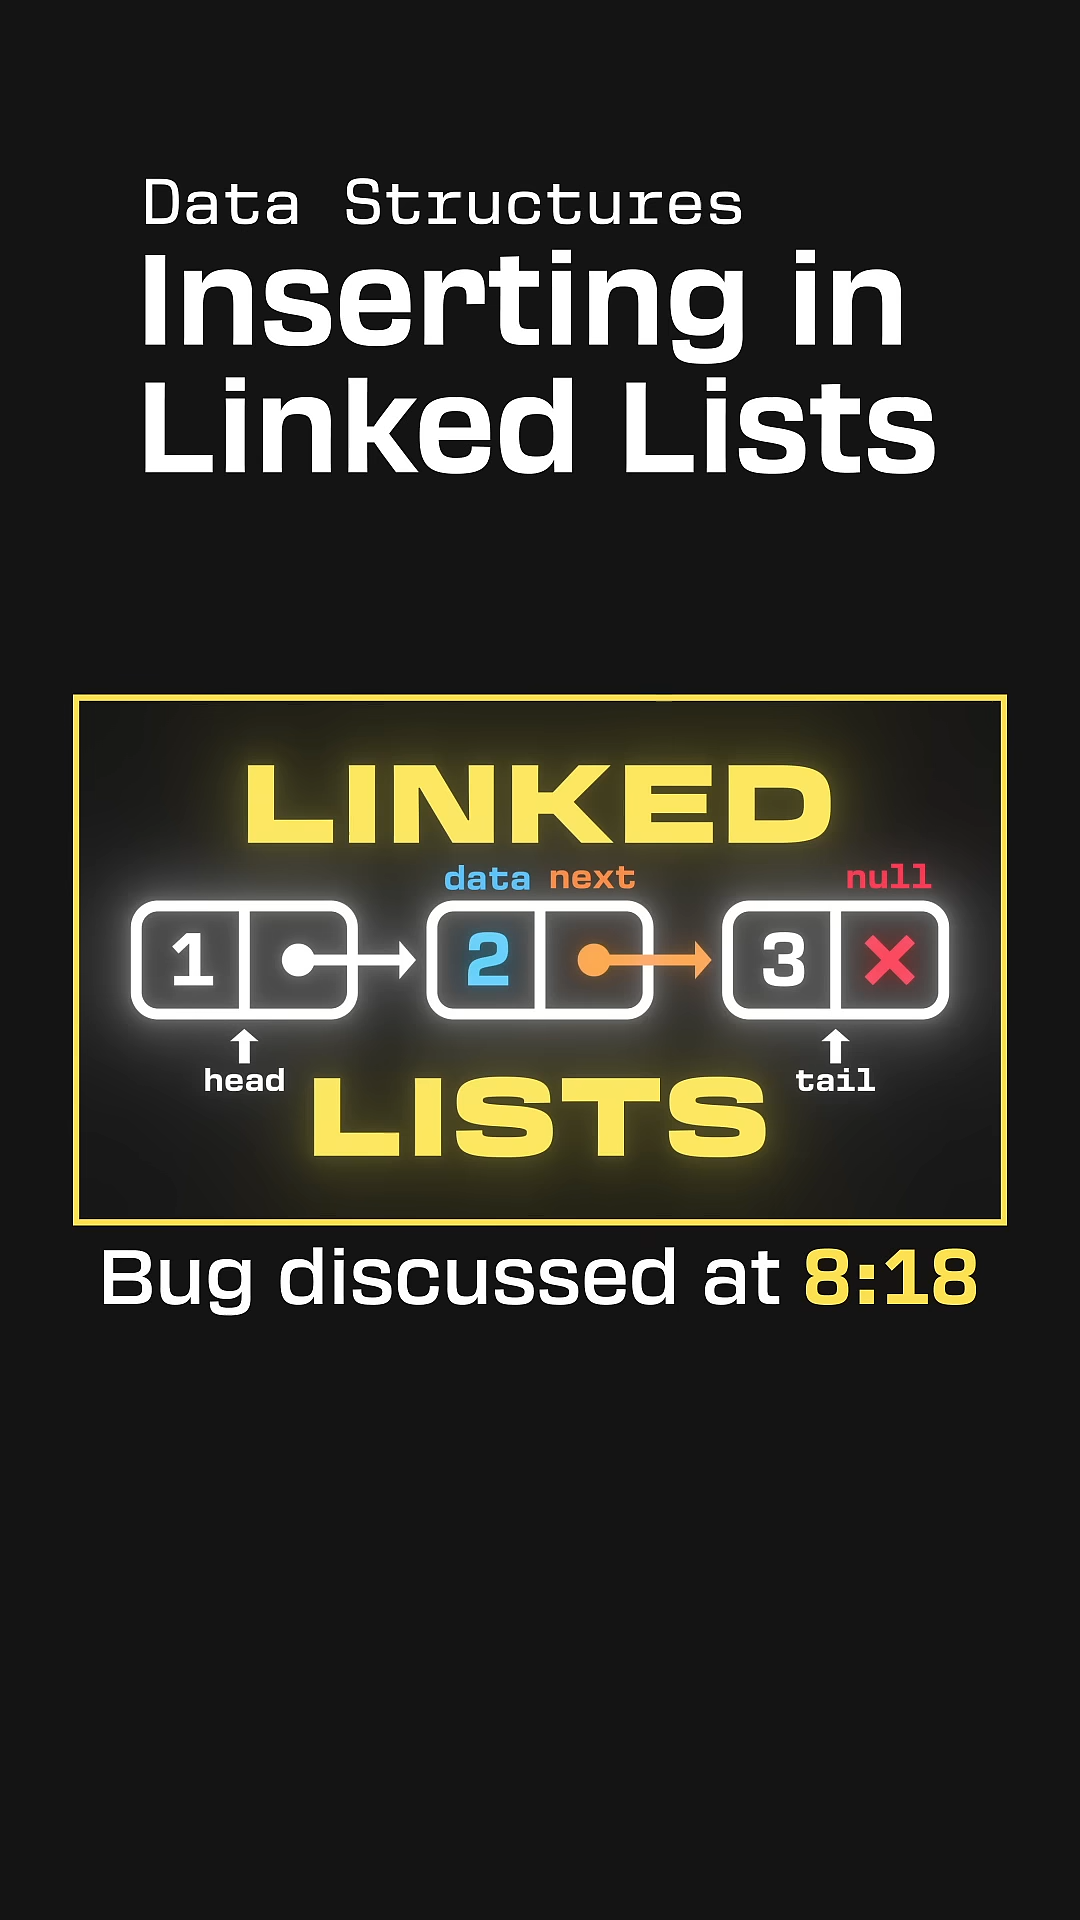 Data Structures
Inserting in
Linked Lists
LINKED
data next null
1 2 3
head tail
LISTS
Bug discussed at 8:18